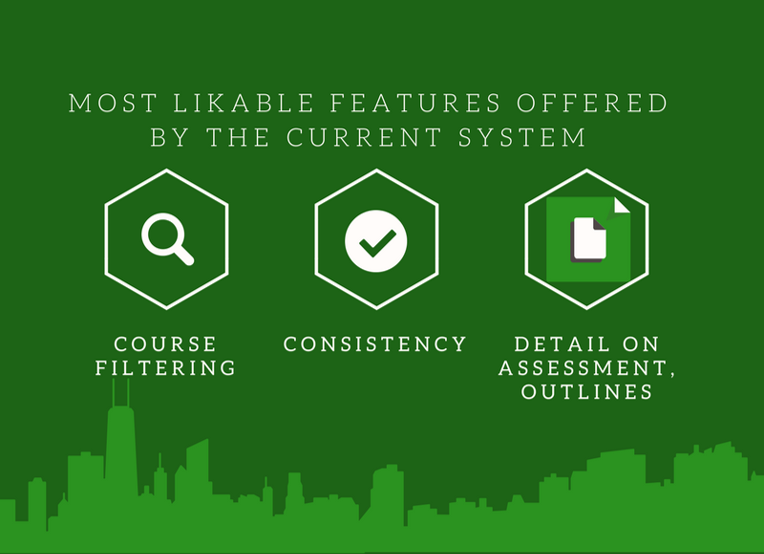 MOST LIKABLE FEATURES OFFERED
BY THE CURRENT SYSTEM
COURSE
FILTERING
CONSISTENCY
DETAIL ON
ASSESSMENT,
OUTLINES